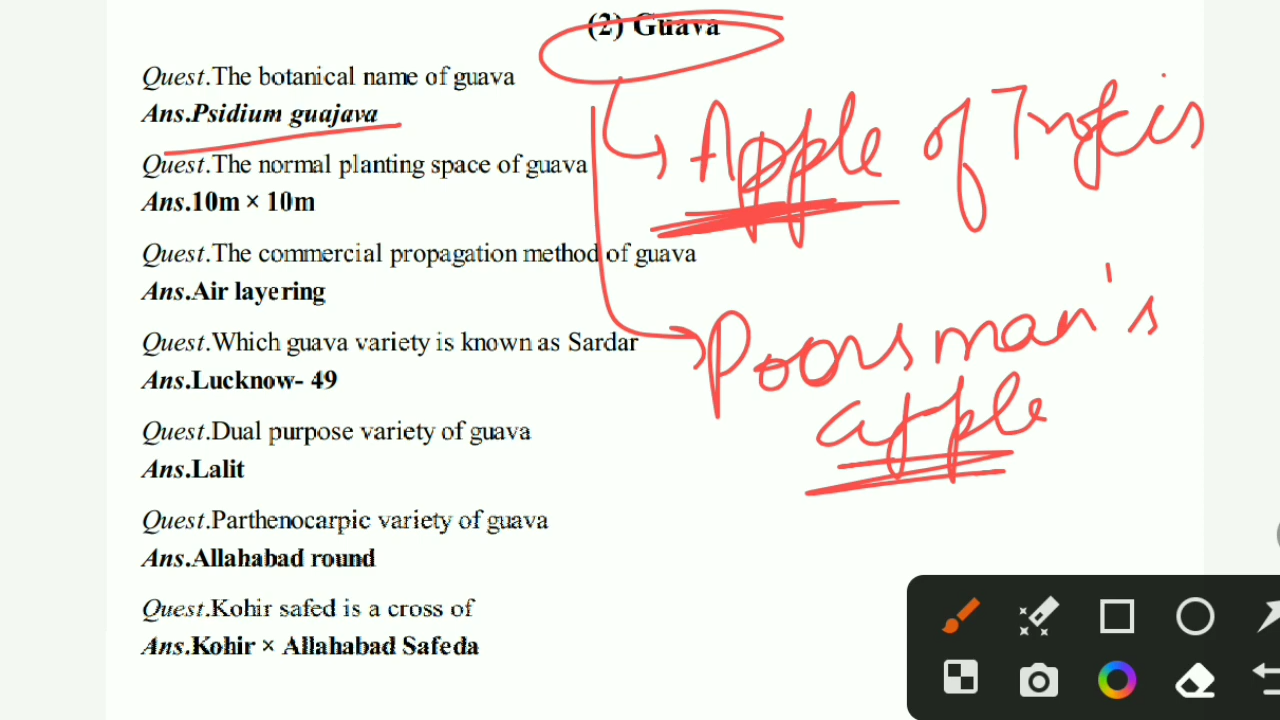 (2) Guava
Quest.The botanical name of guava
Ans.Psidium guajava
Quest.The normal planting space of guava
Ans.10m × 10m
Quest.The commercial propagation method of guava
Ans.Air layering
Quest.Which guava variety is known as Sardar
Ans.Lucknow- 49
Quest.Dual purpose variety of guava
Ans.Lalit
Quest.Parthenocarpic variety of guava
Ans.Allahabad round
Quest.Kohir safed is a cross of
Ans.Kohir × Allahabad Safeda
Apple of
Poorsman's
apple